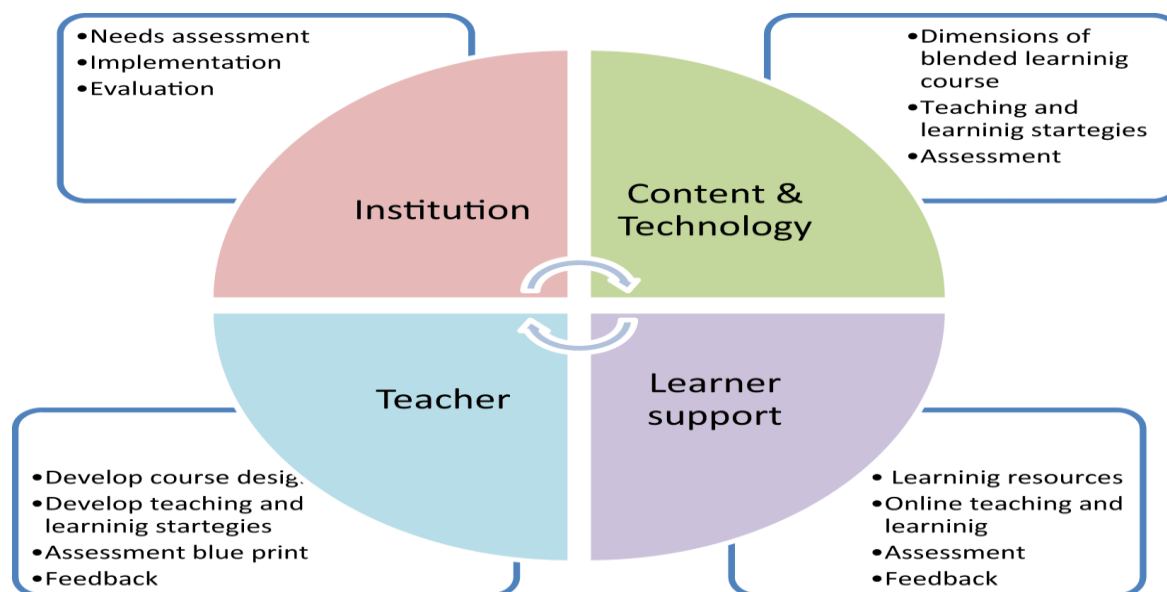 •Needs assessment
•Implementation
•Evaluation
•Dimensions of
blended learninig
course
•Teaching and
learninig startegies
•Assessment
Institution
Content &
Technology
Teacher
Learner
support
•Develop course desig
•Develop teaching and
learninig startegies
•Assessment blue print
•Feedback
• Learninig resources
•Online teaching and
learninig
•Assessment
•Feedback